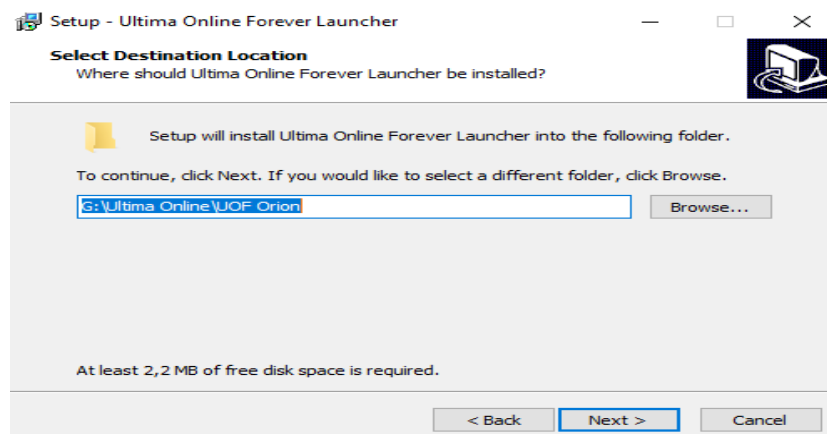 Setup - Ultima Online Forever Launcher
Select Destination Location
Where should Ultima Online Forever Launcher be installed?
Setup will install Ultima Online Forever Launcher into the following folder.
To continue, click Next. If you would like to select a different folder, click Browse.
G:\Ultima Online\UOF Orion
Browse...
At least 2,2 MB of free disk space is required.
< Back
Next >
Cancel